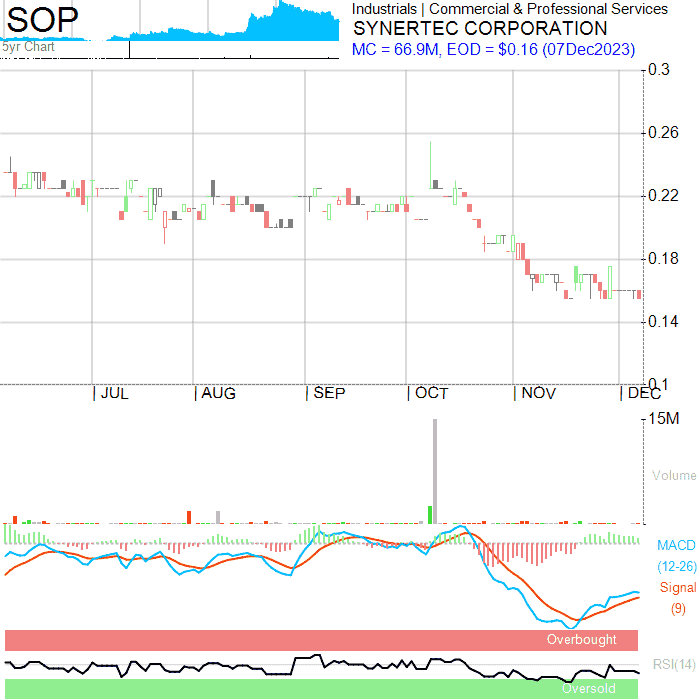 SOP
Industrials | Commercial & Professional Services
SYNERTEC CORPORATION
5yr Chart
MC = 66.9M, EOD = $0.16 (07Dec2023)
0.3
0.26
0.22
0.18
0.14
0.1
JUL AUG SEP OCT NOV DEC
15M
Volume
MACD
(12-26)
Signal
(9)
Overbought
RSI(14)
Oversold